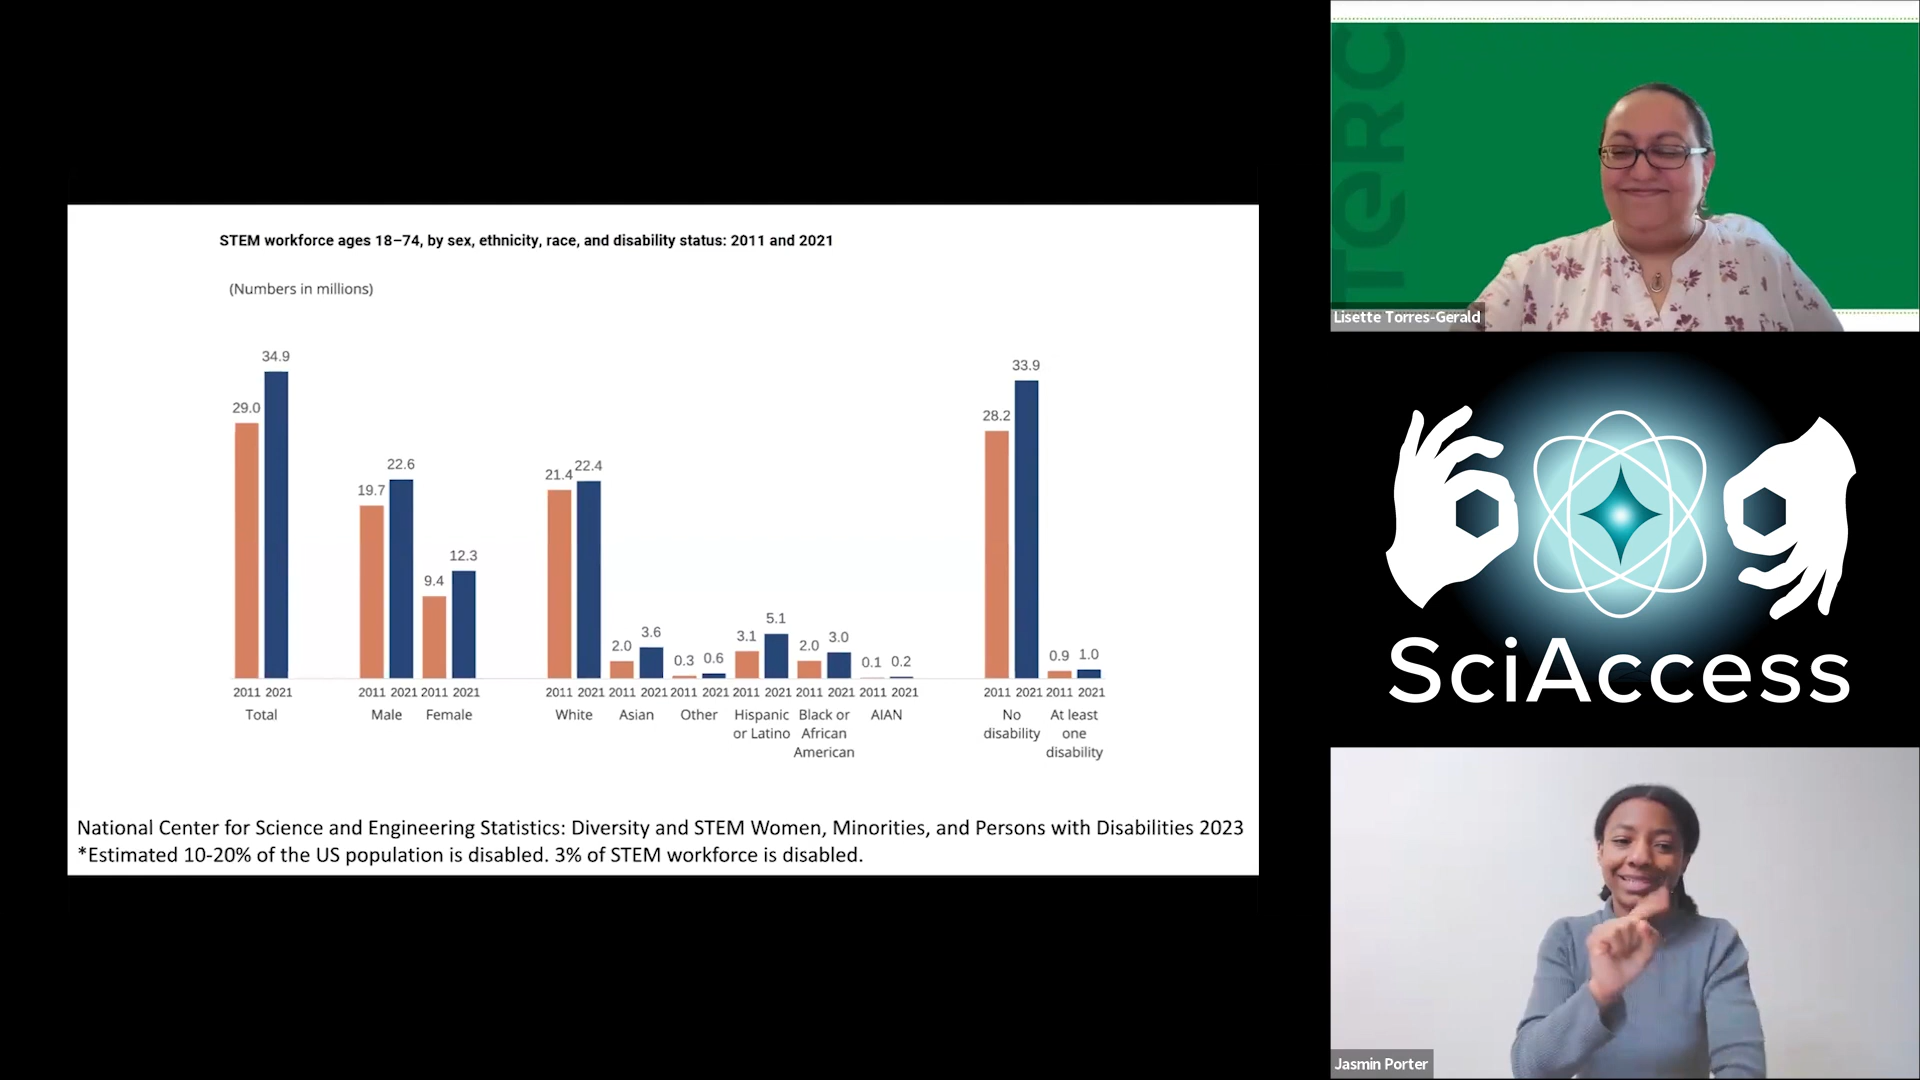 STEM workforce ages 18–74, by sex, ethnicity, race, and disability status: 2011 and 2021
(Numbers in millions)
29.0 34.9
19.7 22.6 9.4 12.3
21.4 22.4 2.0 3.6 0.3 0.6 3.1 5.1 2.0 3.0 0.1 0.2
28.2 33.9 0.9 1.0
2011 2021 2011 2021 2011 2021 2011 2021 2011 2021 2011 2021 2011 2021 2011 2021 2011 2021 2011 2021 2011 2021
Total Male Female White Asian Other Hispanic Black or AIAN No At least
or Latino African disability one
American disability
National Center for Science and Engineering Statistics: Diversity and STEM Women, Minorities, and Persons with Disabilities 2023
*Estimated 10-20% of the US population is disabled. 3% of STEM workforce is disabled.
TeRC
Lisette Torres-Gerald
SciAccess
Jasmin Porter